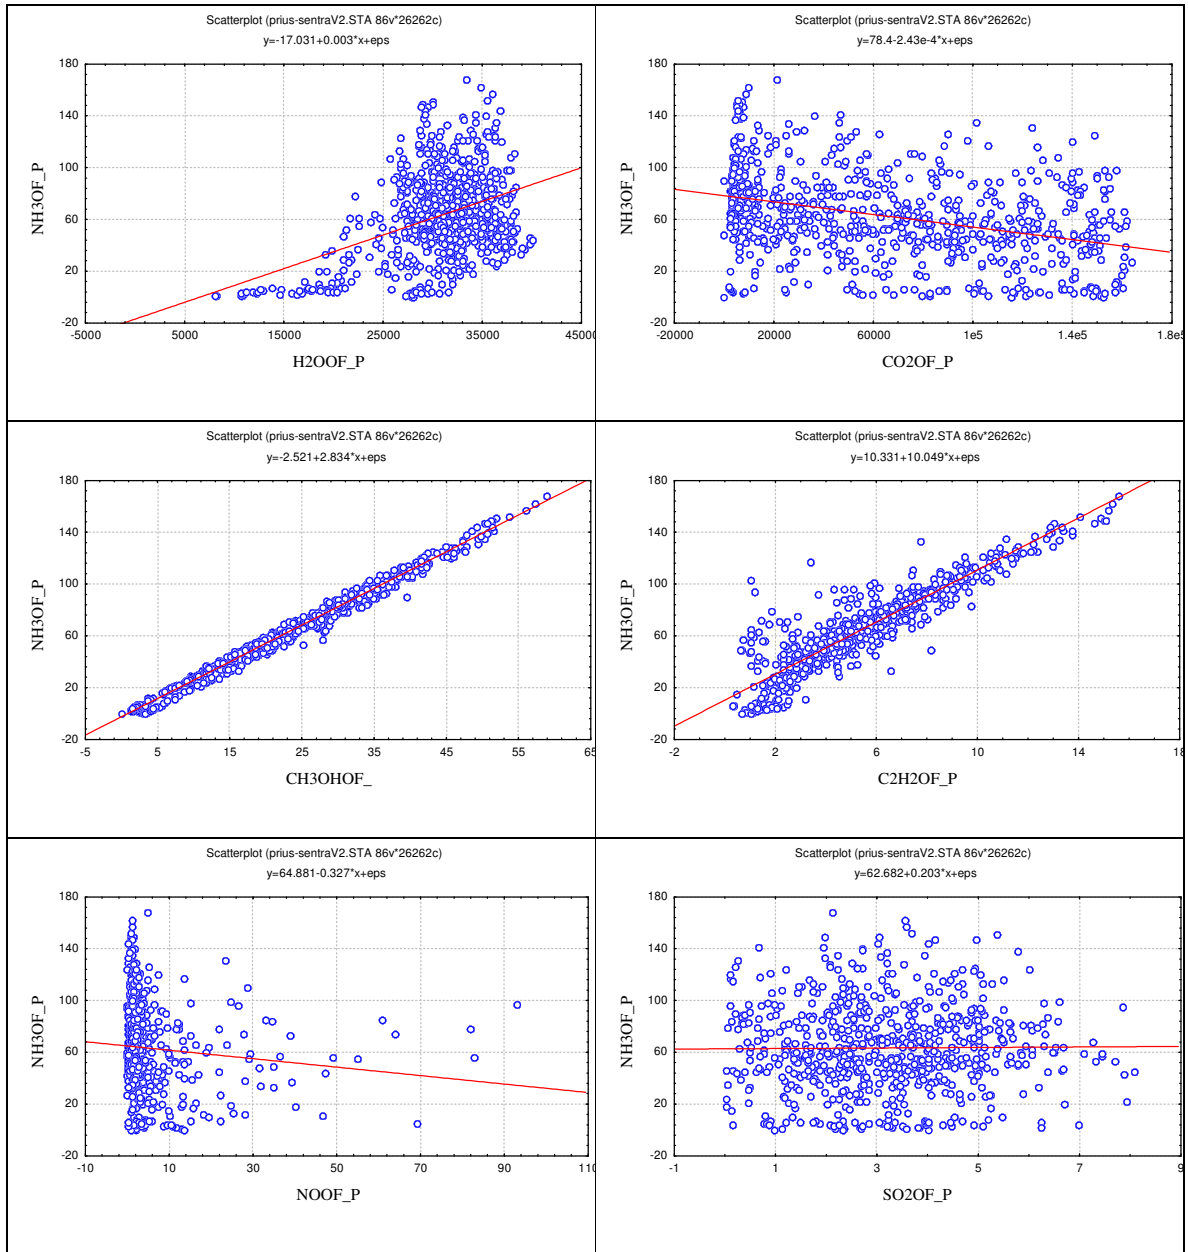 Scatterplot (prius-sentraV2.STA 86v*26262c)
y=-17.031+0.003*x+eps
NH3OF_P
180
140
100
60
20
-20
-5000 5000 15000 25000 35000 45000
H2OOF_P
Scatterplot (prius-sentraV2.STA 86v*26262c)
y=78.4-2.43e-4*x+eps
NH3OF_P
180
140
100
60
20
-20
-20000 20000 60000 1e5 1.4e5 1.8e5
CO2OF_P
Scatterplot (prius-sentraV2.STA 86v*26262c)
y=-2.521+2.834*x+eps
NH3OF_P
180
140
100
60
20
-20
-5 5 15 25 35 45 55 65
CH3OHOF_
Scatterplot (prius-sentraV2.STA 86v*26262c)
y=10.331+10.049*x+eps
NH3OF_P
180
140
100
60
20
-20
-2 2 6 10 14 18
C2H2OF_P
Scatterplot (prius-sentraV2.STA 86v*26262c)
y=64.881-0.327*x+eps
NH3OF_P
180
140
100
60
20
-20
-10 10 30 50 70 90 110
NOOF_P
Scatterplot (prius-sentraV2.STA 86v*26262c)
y=62.682+0.203*x+eps
NH3OF_P
180
140
100
60
20
-20
-1 1 3 5 7 9
SO2OF_P